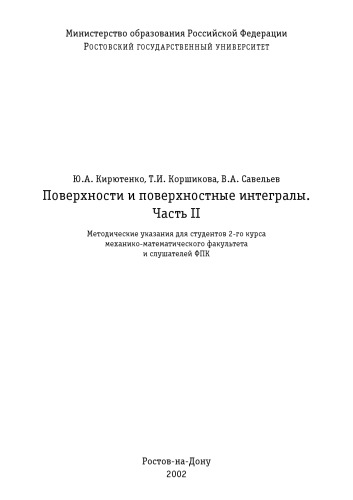 Министерство образования Российской Федерации
Ростовский государственный университет
Ю.А. Кирютенко, Т.И. Коршикова, В.А. Савельев
Поверхности и поверхностные интегралы.
Часть II
Методические указания для студентов 2-го курса
механико-математического факультета
и слушателей ФПК
Ростов-на-Дону
2002